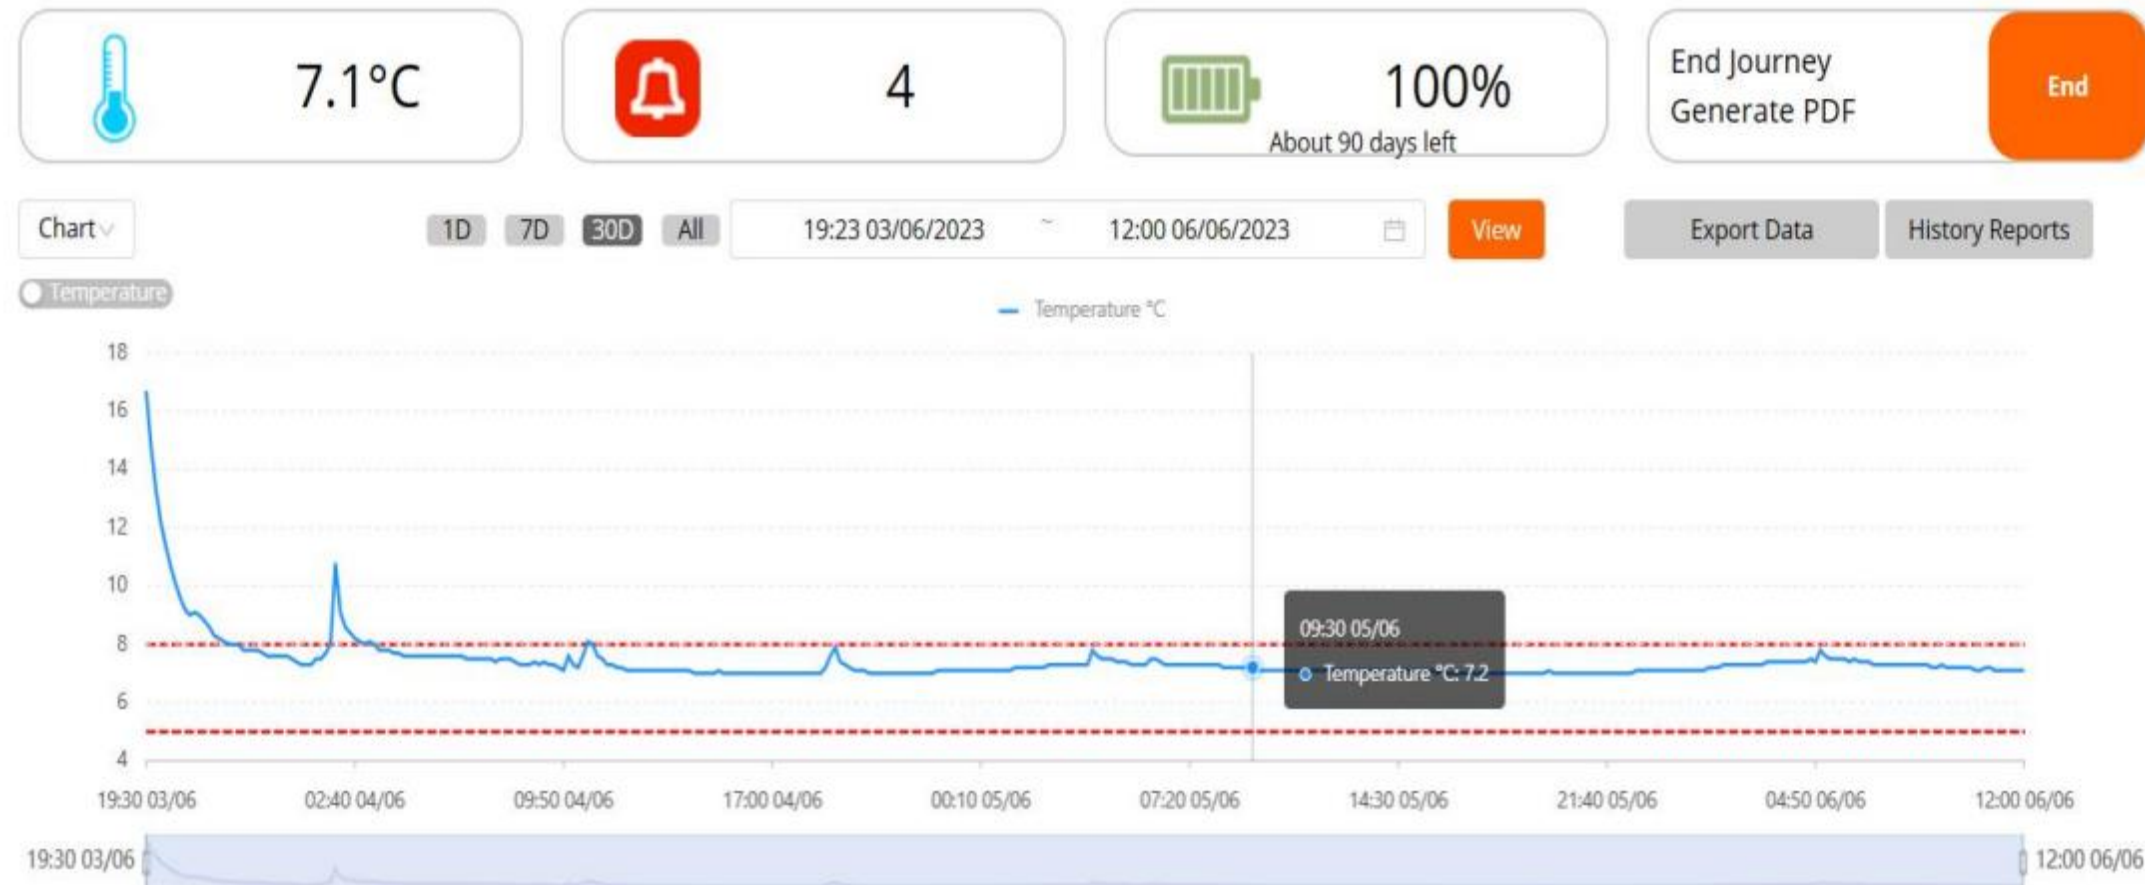 7.1°C
4
100%
About 90 days left
End Journey
Generate PDF
End
Chart
1D 7D 30D All
19:23 03/06/2023 ~ 12:00 06/06/2023
View
Export Data
History Reports
Temperature
Temperature °C
18
16
14
12
10
8
6
4
09:30 05/06
Temperature °C: 7.2
19:30 03/06 02:40 04/06 09:50 04/06 17:00 04/06 00:10 05/06 07:20 05/06 14:30 05/06 21:40 05/06 04:50 06/06 12:00 06/06
19:30 03/06 12:00 06/06